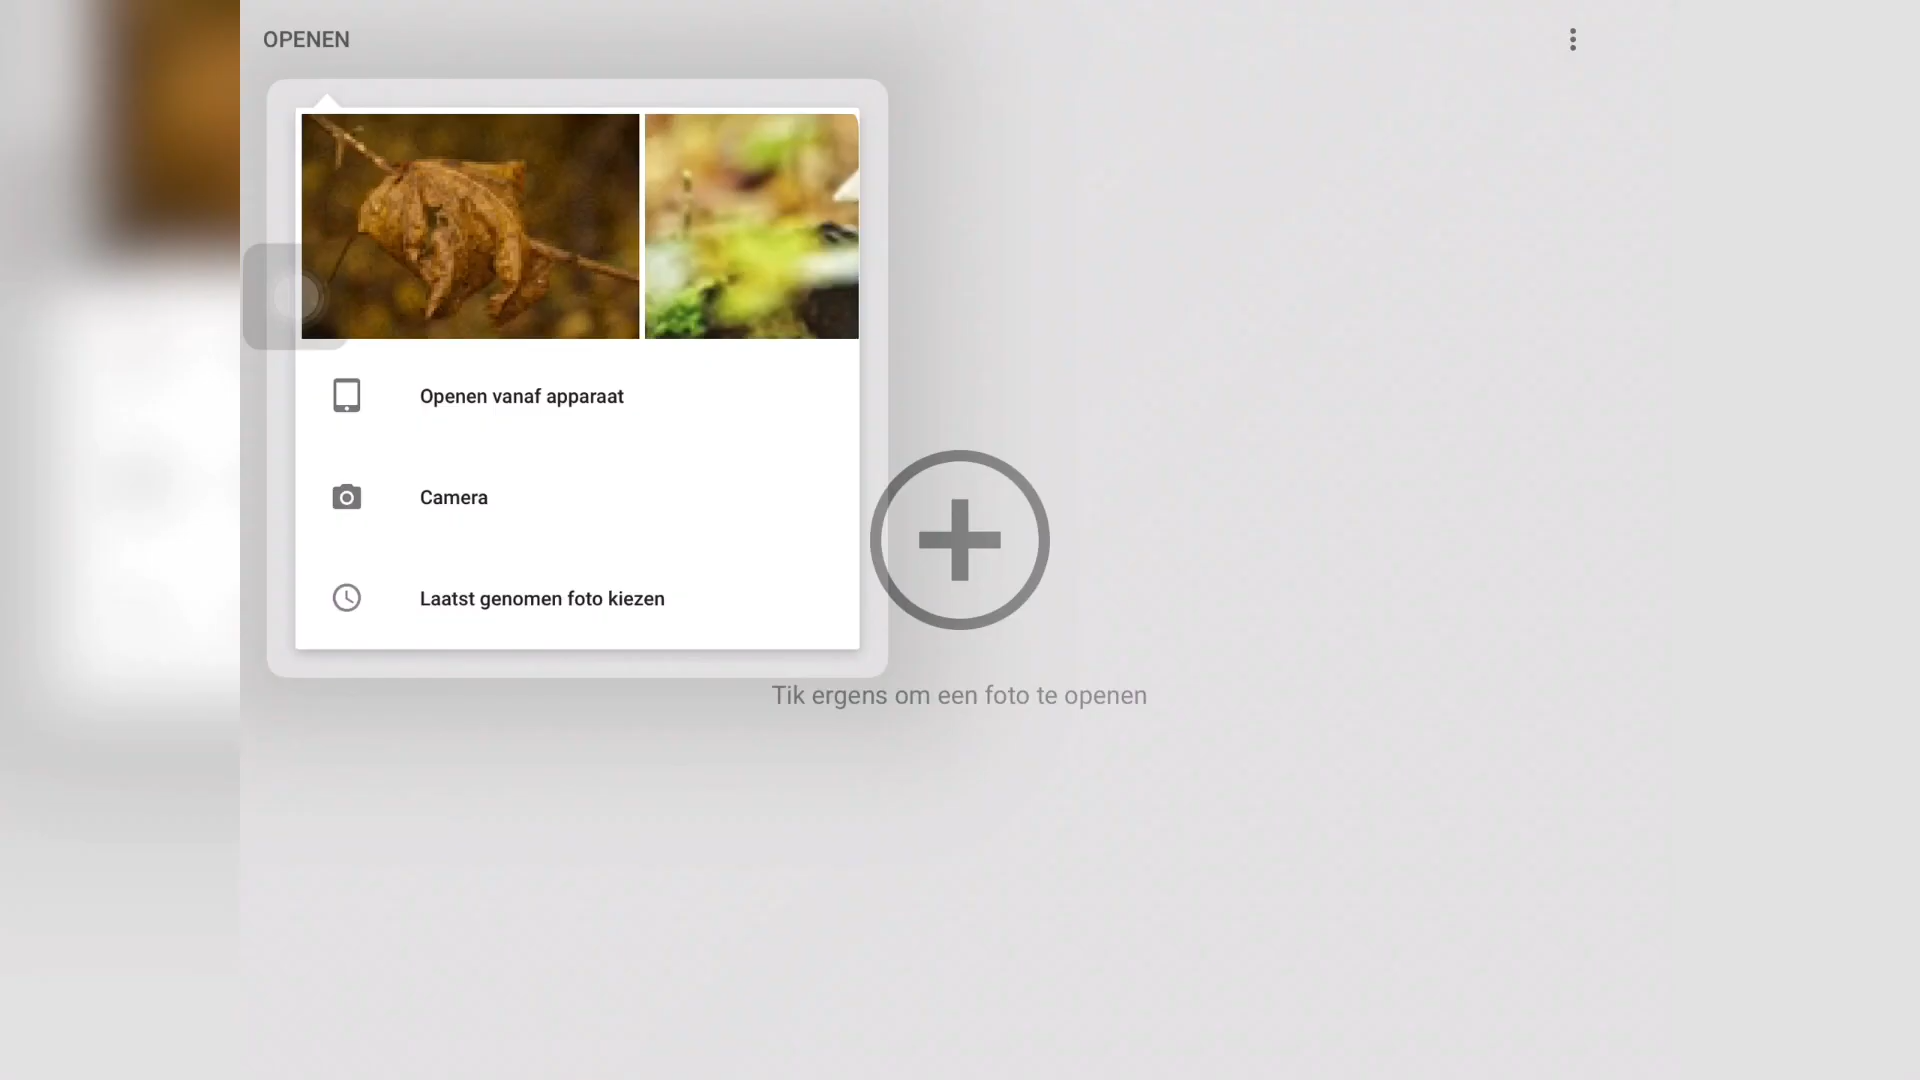 OPENEN
Openen vanaf apparaat
Camera
Laatst genomen foto kiezen
Tik ergens om een foto te openen